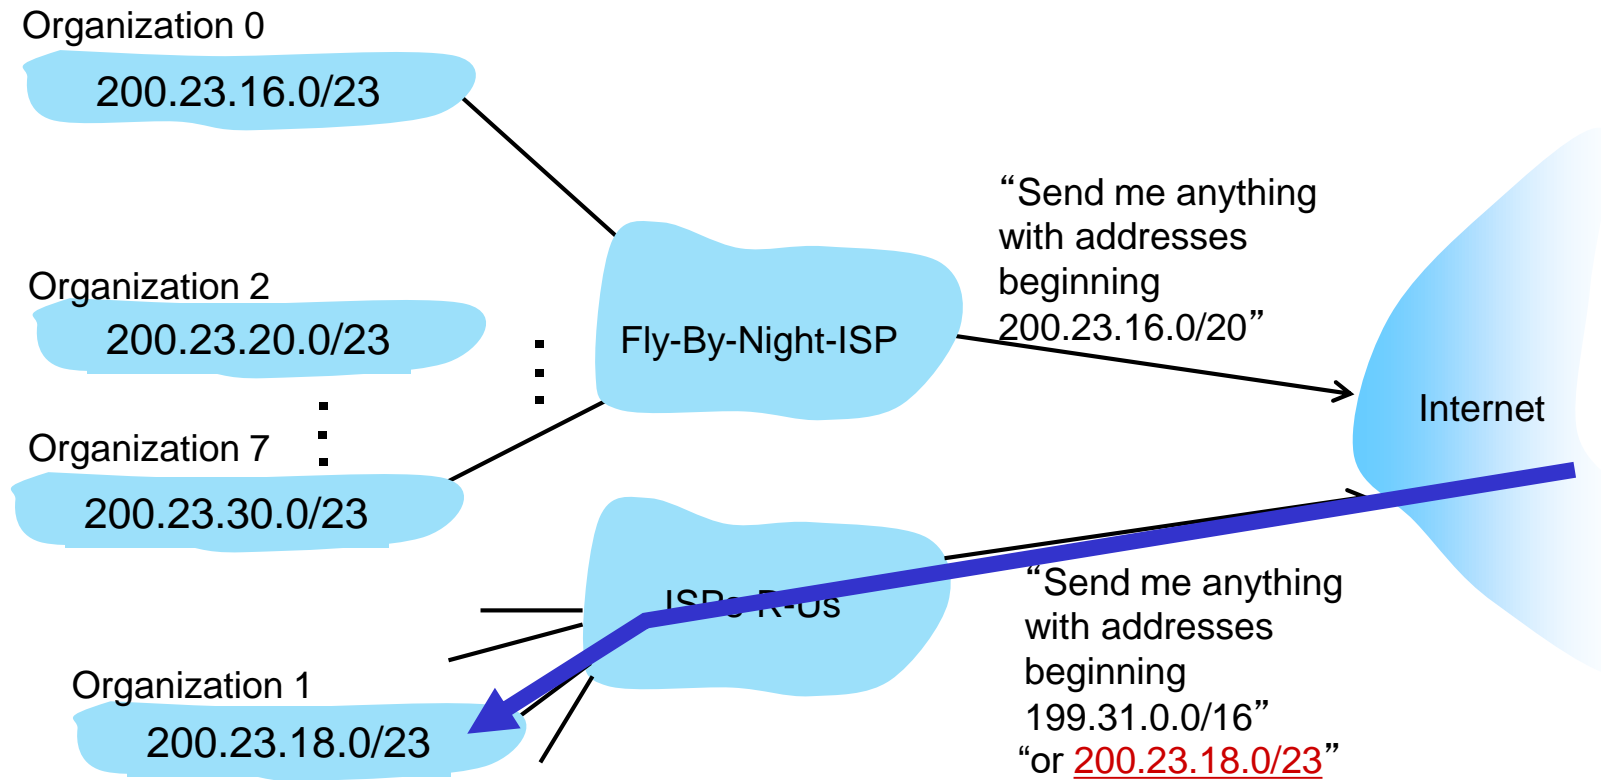 Organization 0
200.23.16.0/23
Organization 2
200.23.20.0/23
Organization 7
200.23.30.0/23
Fly-By-Night-ISP
“Send me anything
with addresses
beginning
200.23.16.0/20”
Internet
ISPs-R-Us
“Send me anything
with addresses
beginning
199.31.0.0/16”
“or 200.23.18.0/23”
Organization 1
200.23.18.0/23